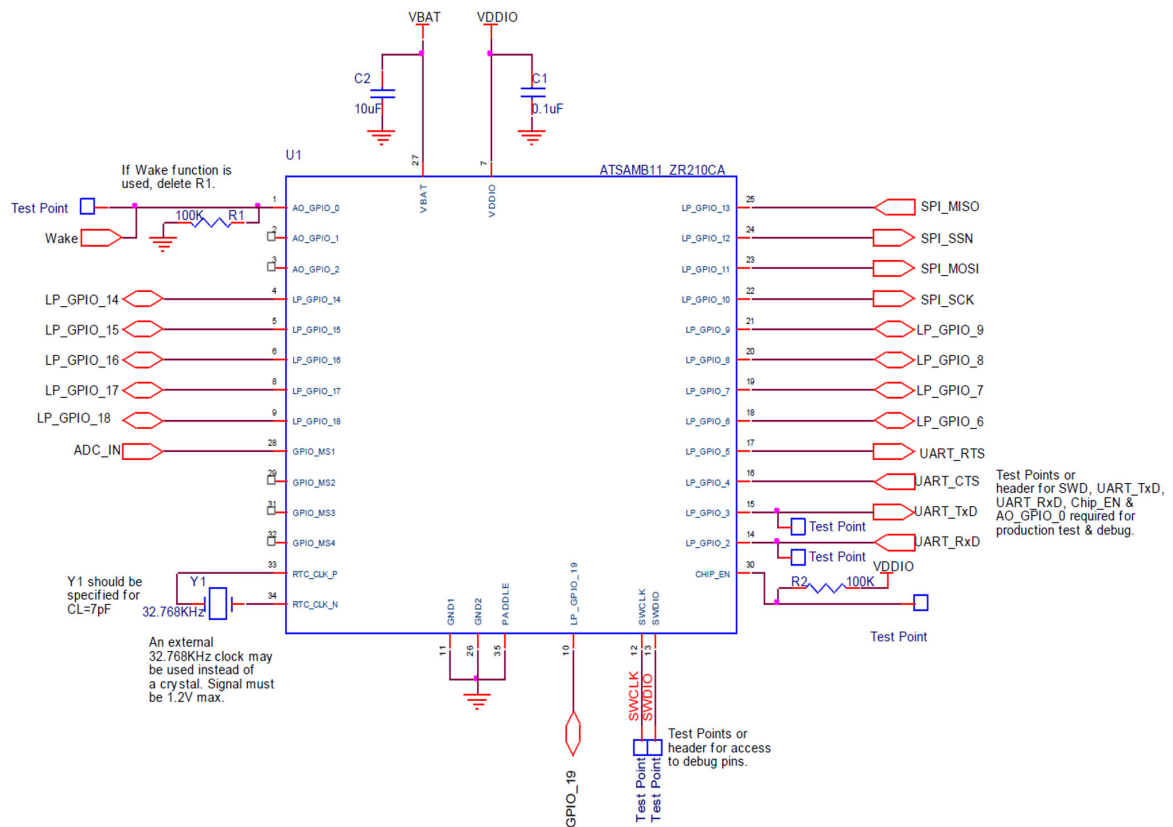 VBAT
VDDIO
C2
10uF
C1
0.1uF
27
7
U1
ATSAMB11_ZR210CA
VBAT
VDDIO
If Wake function is
used, delete R1.
Test Point
100K
R1
Wake
1
AO_GPIO_0
2
AO_GPIO_1
3
AO_GPIO_2
LP_GPIO_14
4
LP_GPIO_14
LP_GPIO_15
5
LP_GPIO_15
LP_GPIO_16
6
LP_GPIO_16
LP_GPIO_17
8
LP_GPIO_17
LP_GPIO_18
9
LP_GPIO_18
ADC_IN
28
GPIO_MS1
29
GPIO_MS2
31
GPIO_MS3
32
GPIO_MS4
33
RTC_CLK_P
34
RTC_CLK_N
Y1 should be
specified for
CL=7pF
Y1
32.768KHz
An external
32.768KHz clock may
be used instead of
a crystal. Signal must
be 1.2V max.
LP_GPIO_13
25
SPI_MISO
LP_GPIO_12
24
SPI_SSN
LP_GPIO_11
23
SPI_MOSI
LP_GPIO_10
22
SPI_SCK
LP_GPIO_9
21
LP_GPIO_9
LP_GPIO_8
20
LP_GPIO_8
LP_GPIO_7
19
LP_GPIO_7
LP_GPIO_6
18
LP_GPIO_6
LP_GPIO_5
17
UART_RTS
LP_GPIO_4
16
UART_CTS
LP_GPIO_3
15
UART_TxD
Test Point
LP_GPIO_2
14
UART_RxD
Test Point
CHIP_EN
30
VDDIO
R2
100K
Test Point
Test Points or
header for SWD, UART_TxD,
UART_RxD, Chip_EN &
AO_GPIO_0 required for
production test & debug.
GND1
GND2
PADDLE
LP_GPIO_19
SWCLK
SWDIO
11
26
35
10
12
13
SWCLK
SWDIO
GPIO_19
Test Point
Test Point
Test Points or
header for access
to debug pins.